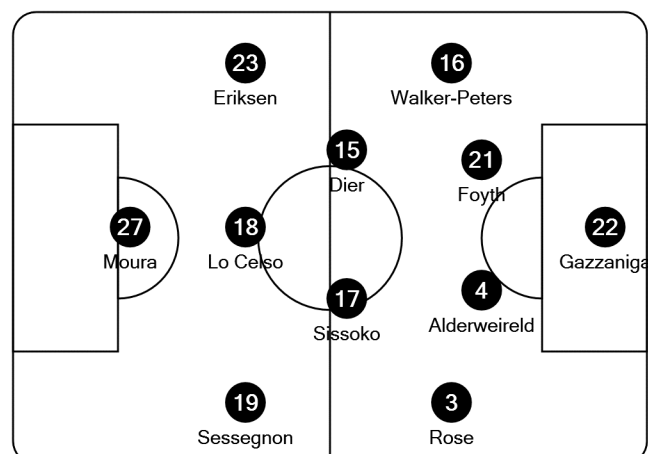 23
Eriksen
16
Walker-Peters
15
Dier
21
Foyth
27
Moura
18
Lo Celso
22
Gazzaniga
17
Sissoko
4
Alderweireld
19
Sessegnon
3
Rose